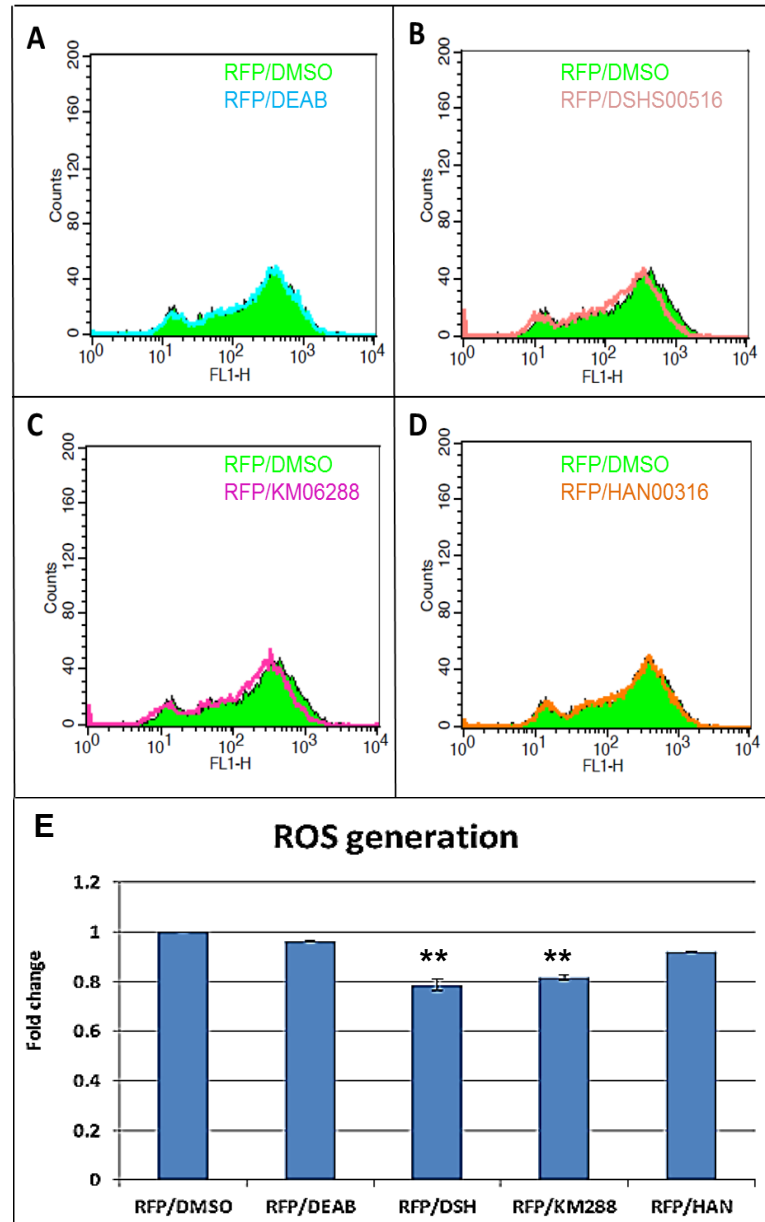 A
RFP/DMSO
RFP/DEAB
200
160
120
80
40
0
Counts
10^0 10^1 10^2 10^3 10^4
FL1-H
B
RFP/DMSO
RFP/DSHS00516
200
160
120
80
40
0
Counts
10^0 10^1 10^2 10^3 10^4
FL1-H
C
RFP/DMSO
RFP/KM06288
200
160
120
80
40
0
Counts
10^0 10^1 10^2 10^3 10^4
FL1-H
D
RFP/DMSO
RFP/HAN00316
200
160
120
80
40
0
Counts
10^0 10^1 10^2 10^3 10^4
FL1-H
E
ROS generation
1.2
1
0.8
0.6
0.4
0.2
0
Fold change
** **
RFP/DMSO RFP/DEAB RFP/DSH RFP/KM288 RFP/HAN